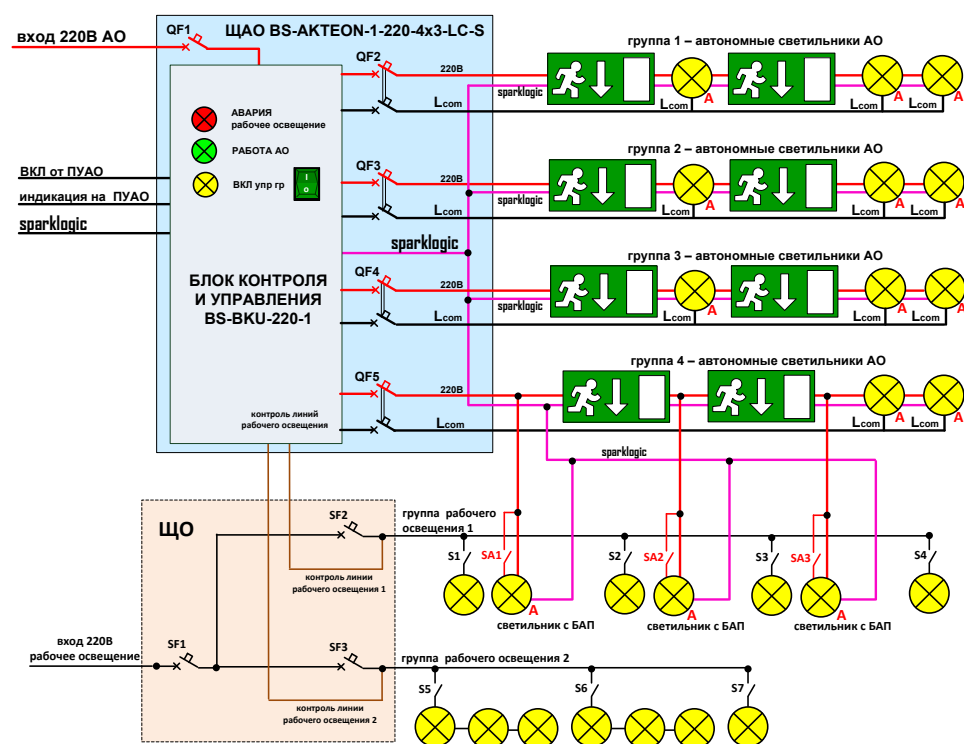 вход 220В АО
QF1
ЩАО BS-AKTEON-1-220-4x3-LC-S
QF2
220В
sparklogic
Lcom
группа 1 – автономные светильники АО
Lcom
А
Lcom
Lcom
А
А
АВАРИЯ
рабочее освещение
РАБОТА АО
ВКЛ упр гр
I
o
ВКЛ от ПУАО
индикация на ПУАО
sparklogic
QF3
220В
sparklogic
Lcom
группа 2 – автономные светильники АО
Lcom
А
Lcom
Lcom
А
А
sparklogic
БЛОК КОНТРОЛЯ
И УПРАВЛЕНИЯ
BS-BKU-220-1
QF4
220В
sparklogic
Lcom
группа 3 – автономные светильники АО
Lcom
А
Lcom
Lcom
А
А
QF5
220В
Lcom
группа 4 – автономные светильники АО
Lcom
Lcom
А
А
контроль линий
рабочего освещения
sparklogic
ЩО
SF2
группа рабочего
освещения 1
контроль линии
рабочего освещения 1
S1
SA1
S2
SA2
S3
SA3
S4
А
А
А
светильник с БАП
светильник с БАП
светильник с БАП
вход 220В
рабочее освещение
SF1
SF3
группа рабочего освещения 2
контроль линии
рабочего освещения 2
S5
S6
S7